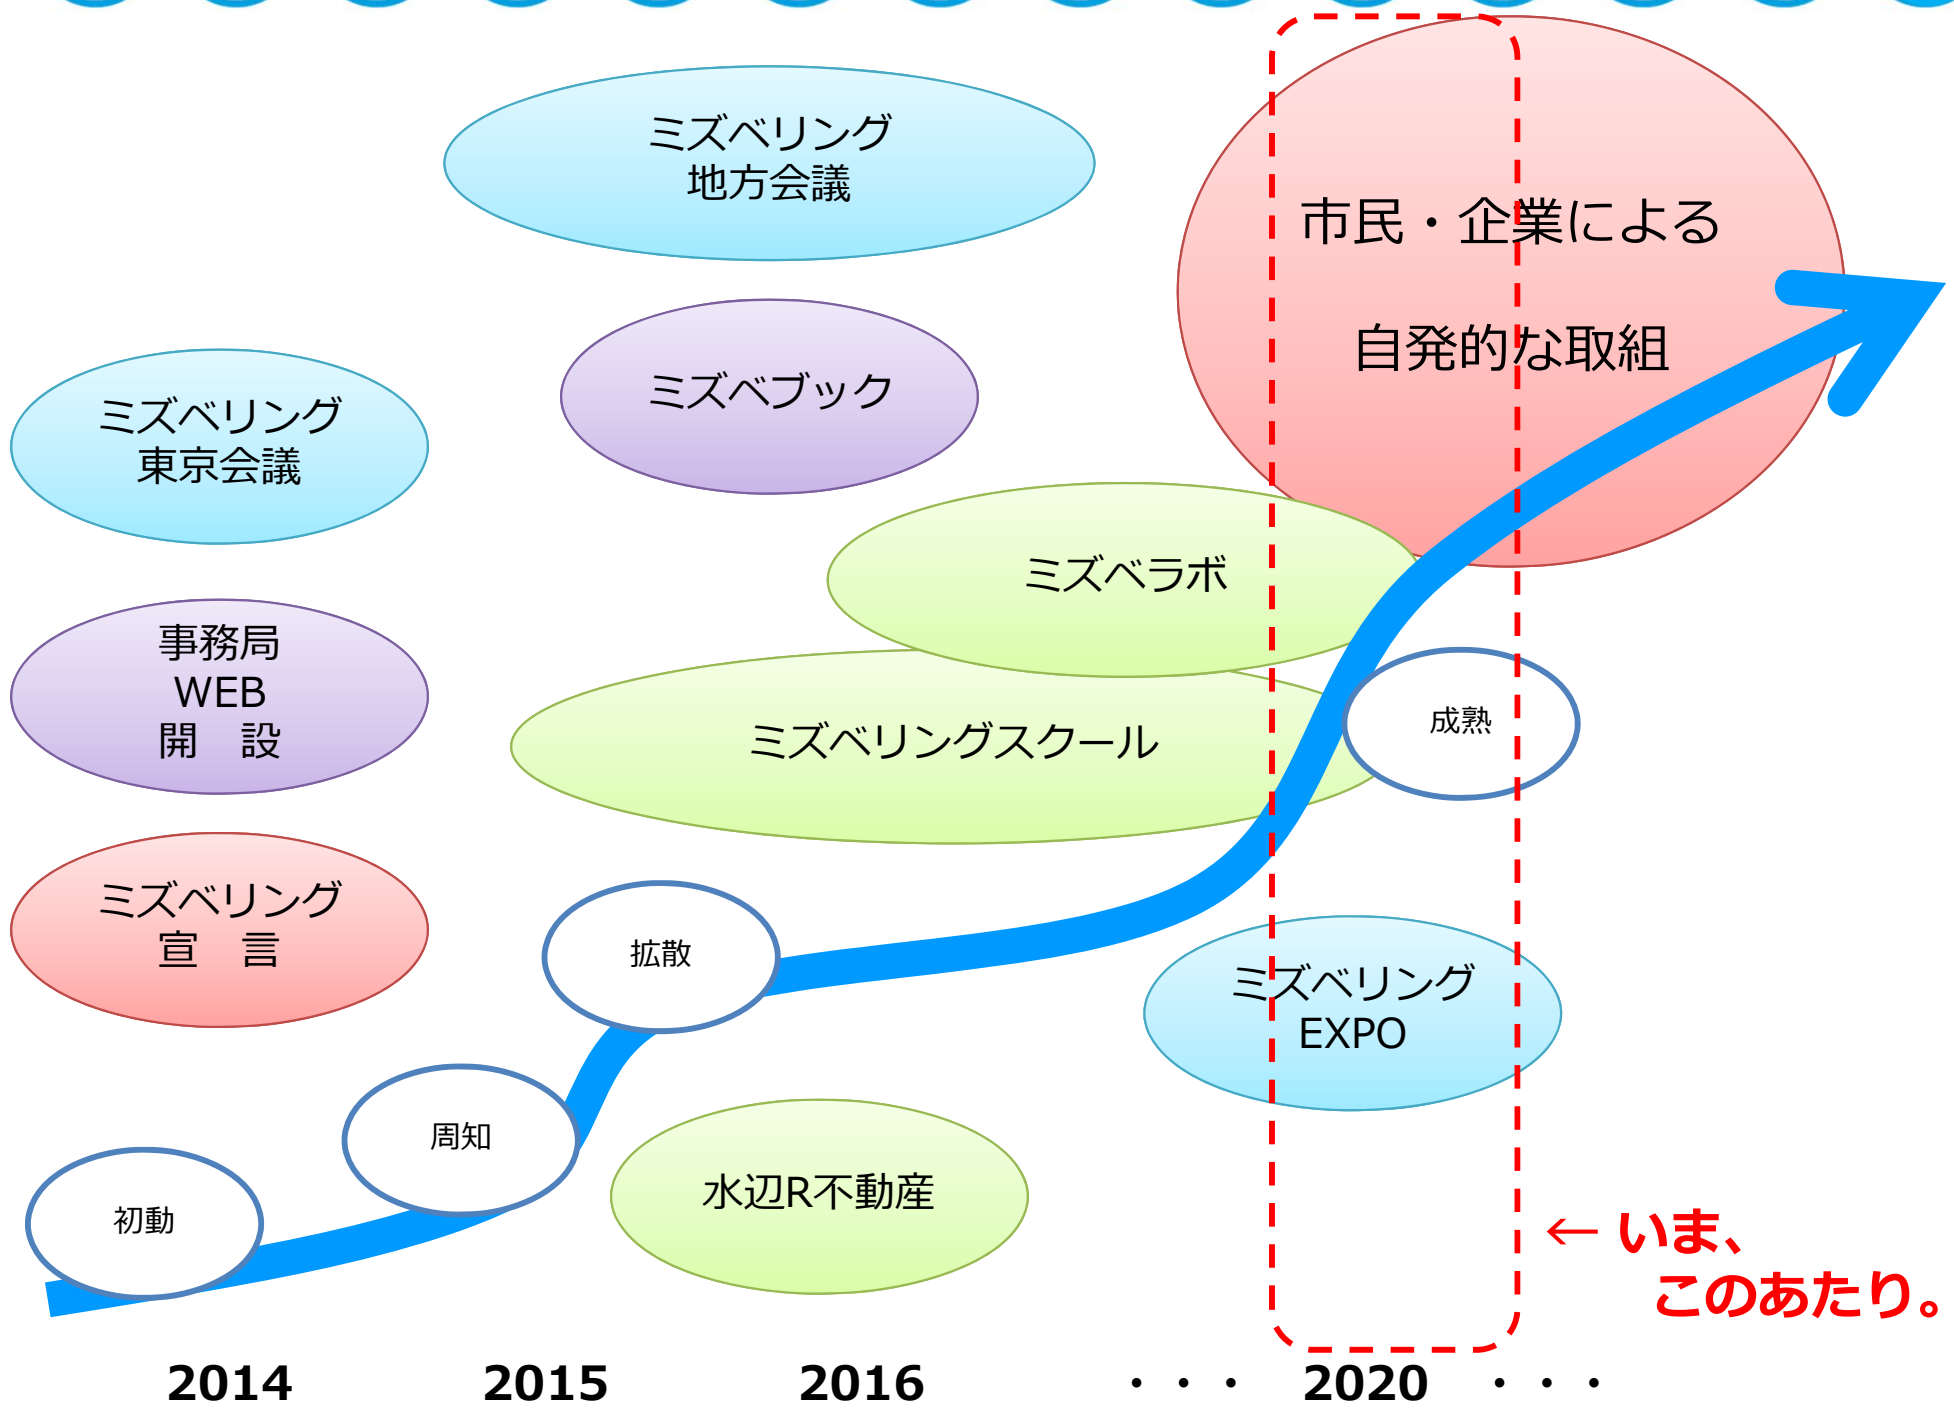 ミズベリング
地方会議
市民・企業による
自発的な取組
ミズベブック
ミズベリング
東京会議
ミズベラボ
事務局
WEB
開　設
ミズベリングスクール
成熟
ミズベリング
宣　言
拡散
ミズベリング
EXPO
周知
水辺R不動産
初動
← いま、
このあたり。
2014
2015
2016
・・・
2020
・・・